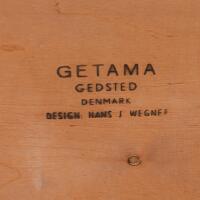 GETAMA
GEDSTED
DENMARK
DESIGN: HANS J WEGNER